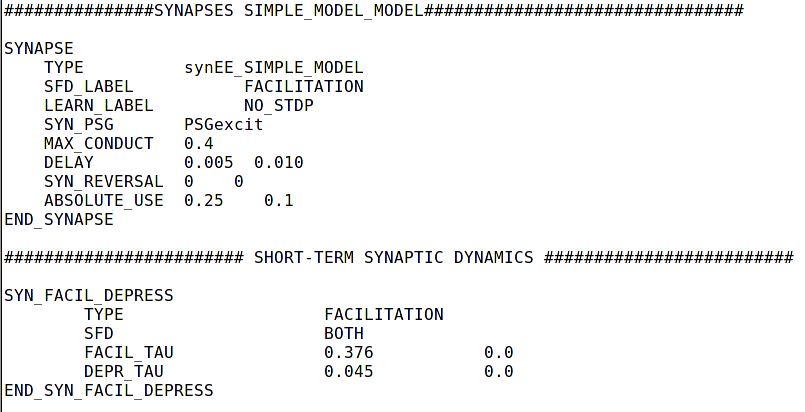 ###############SYNAPSES SIMPLE_MODEL_MODEL################################
SYNAPSE
TYPE synEE_SIMPLE_MODEL
SFD_LABEL FACILITATION
LEARN_LABEL NO_STDP
SYN_PSG PSGexcit
MAX_CONDUCT 0.4
DELAY 0.005 0.010
SYN_REVERSAL 0 0
ABSOLUTE_USE 0.25 0.1
END_SYNAPSE
######################## SHORT-TERM SYNAPTIC DYNAMICS #########################
SYN_FACIL_DEPRESS
TYPE FACILITATION
SFD BOTH
FACIL_TAU 0.376 0.0
DEPR_TAU 0.045 0.0
END_SYN_FACIL_DEPRESS